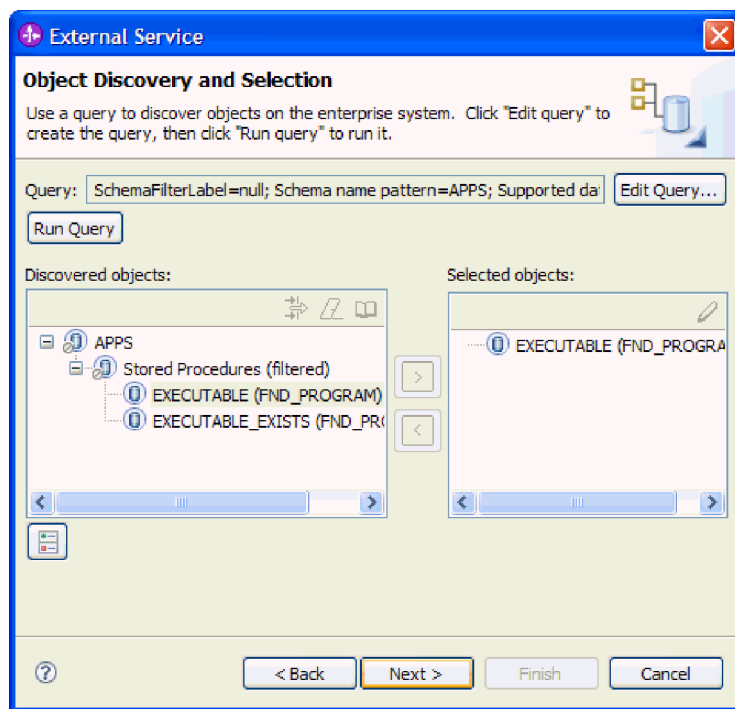 External Service
Object Discovery and Selection
Use a query to discover objects on the enterprise system. Click "Edit query" to
create the query, then click "Run query" to run it.
Query: SchemaFilterLabel=null; Schema name pattern=APPS; Supported da Edit Query...
Run Query
Discovered objects: Selected objects:
APPS
EXECUTABLE (FND_PROGRA
Stored Procedures (filtered)
EXECUTABLE (FND_PROGRAM)
EXECUTABLE_EXISTS (FND_PR
> 
<
? < Back Next > Finish Cancel